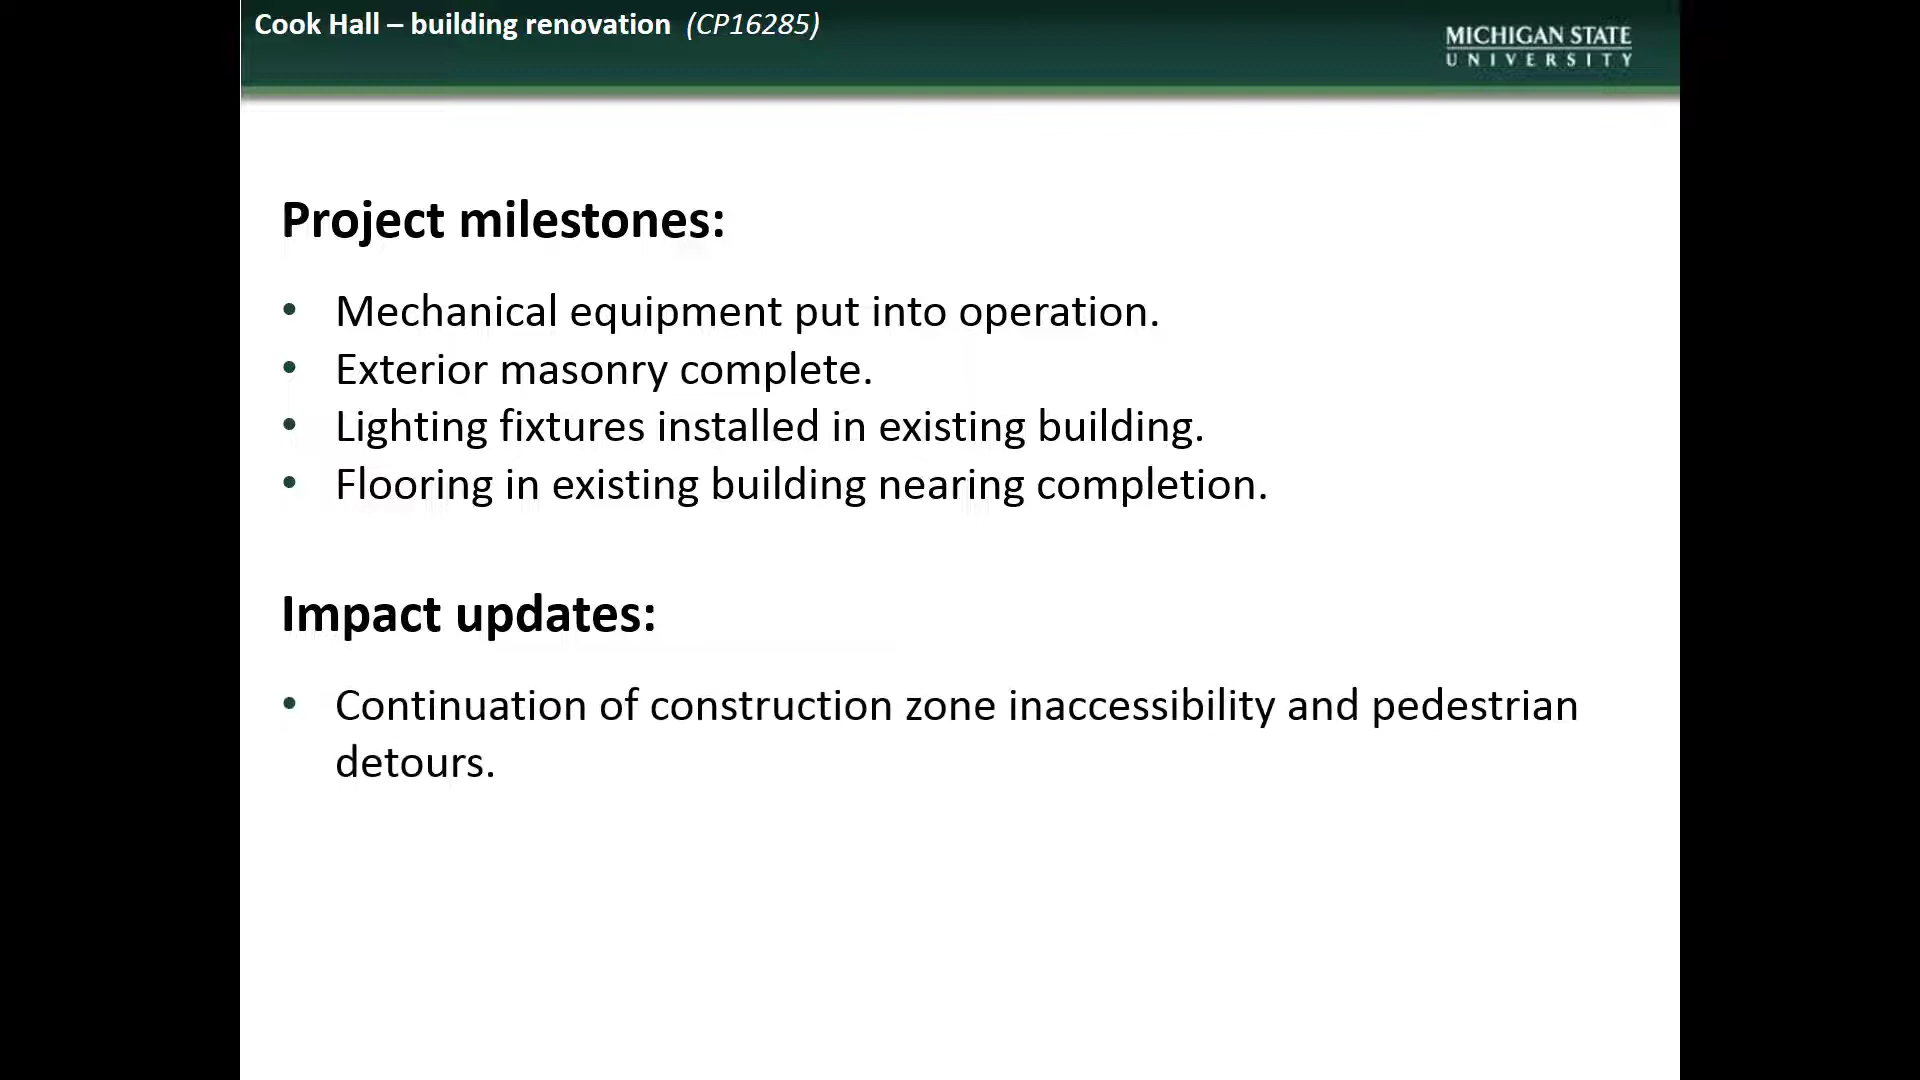 Cook Hall – building renovation (CP16285)
MICHIGAN STATE
UNIVERSITY
Project milestones:
• Mechanical equipment put into operation.
• Exterior masonry complete.
• Lighting fixtures installed in existing building.
• Flooring in existing building nearing completion.
Impact updates:
• Continuation of construction zone inaccessibility and pedestrian
detours.